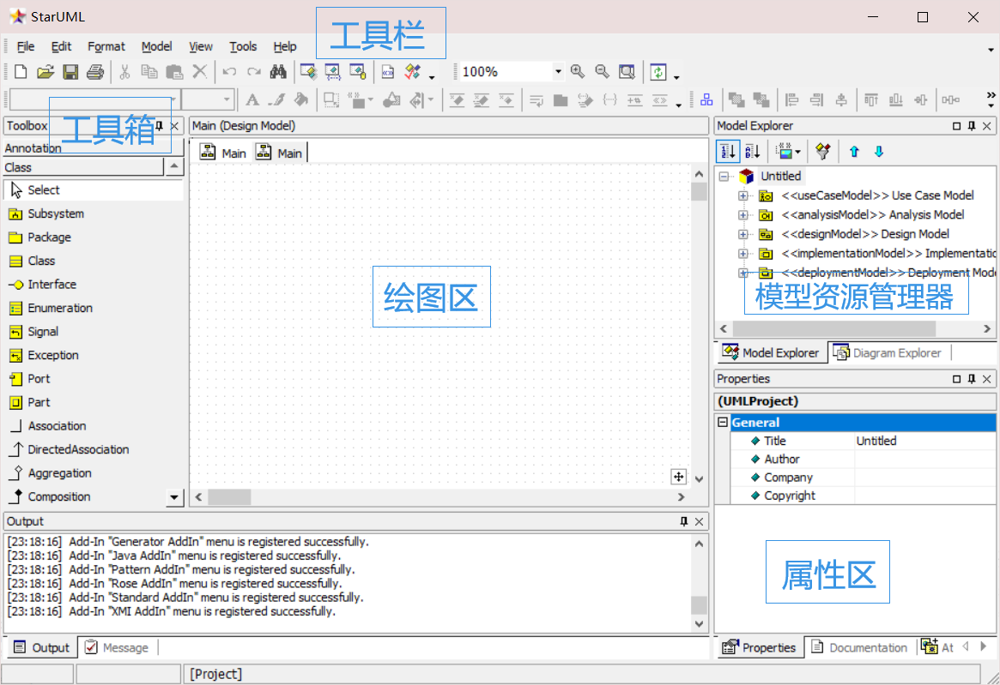 StarUML
File Edit Format Model View Tools Help
工具栏
100%
Toolbox
工具箱
Annotation
Class
Select
Subsystem
Package
Class
Interface
Enumeration
Signal
Exception
Port
Part
Association
DirectedAssociation
Aggregation
Composition
Main (Design Model)
Main Main
绘图区
Model Explorer
Untitled
<<useCaseModel>> Use Case Model
<<analysisModel>> Analysis Model
<<designModel>> Design Model
<<implementationModel>> Implementatio
<<deploymentModel>> Deployment Mode
模型资源管理器
Model Explorer Diagram Explorer
Properties
(UMLProject)
General
Title Untitled
Author
Company
Copyright
属性区
Properties Documentation At
Output
[23:18:16] Add-In "Generator AddIn" menu is registered successfully.
[23:18:16] Add-In "Java AddIn" menu is registered successfully.
[23:18:16] Add-In "Pattern AddIn" menu is registered successfully.
[23:18:16] Add-In "Rose AddIn" menu is registered successfully.
[23:18:16] Add-In "Standard AddIn" menu is registered successfully.
[23:18:16] Add-In "XMI AddIn" menu is registered successfully.
Output Message
[Project]